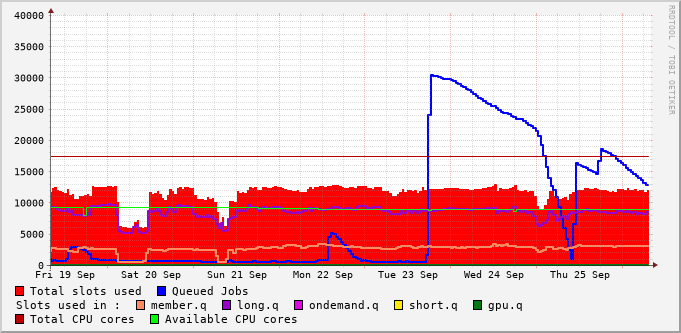 40000
35000
30000
25000
20000
15000
10000
5000
0
Fri 19 Sep Sat 20 Sep Sun 21 Sep Mon 22 Sep Tue 23 Sep Wed 24 Sep Thu 25 Sep
Total slots used Queued Jobs
Slots used in : member.q long.q ondemand.q short.q gpu.q
Total CPU cores Available CPU cores
RRDTOOL / TOBI OETIKER